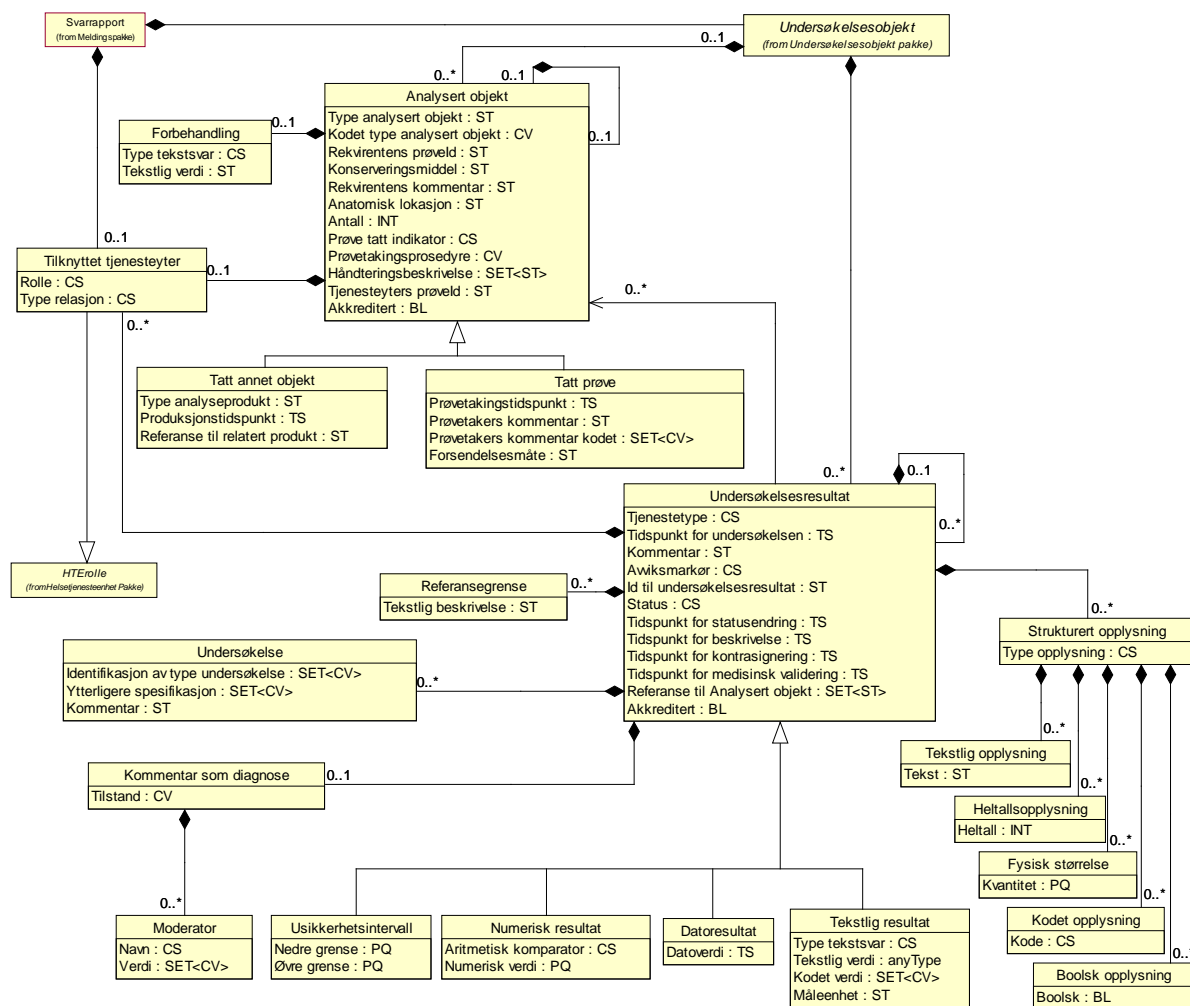 Svarrapport
(from Meldingspakke)
Undersøkelsesobjekt
(from Undersøkelsesobjekt pakke)
0..1
0..*
0..1
0..1
Analysert objekt
Type analysert objekt : ST
Kodet type analysert objekt : CV
Rekvirentens prøveId : ST
Konserveringsmiddel : ST
Rekvirentens kommentar : ST
Anatomisk lokasjon : ST
Antall : INT
Prøve tatt indikator : CS
Prøvetakingsprosedyre : CV
Håndteringsbeskrivelse : SET<ST>
Tjenesteyters prøveId : ST
Akkreditert : BL
Forbehandling
Type tekstsvar : CS
Tekstlig verdi : ST
0..1
0..1
Tilknyttet tjenesteyter
Rolle : CS
Type relasjon : CS
0..1
0..*
0..*
Tatt annet objekt
Type analyseprodukt : ST
Produksjonstidspunkt : TS
Referanse til relatert produkt : ST
Tatt prøve
Prøvetakingstidspunkt : TS
Prøvetakers kommentar : ST
Prøvetakers kommentar kodet : SET<CV>
Forsendelsesmåte : ST
0..*
0..1
0..*
Undersøkelsesresultat
Tjenestetype : CS
Tidspunkt for undersøkelsen : TS
Kommentar : ST
Avviksmarkør : CS
Id til undersøkelsesresultat : ST
Status : CS
Tidspunkt for statusendring : TS
Tidspunkt for beskrivelse : TS
Tidspunkt for kontrasignering : TS
Tidspunkt for medisinsk validering : TS
Referanse til Analysert objekt : SET<ST>
Akkreditert : BL
HTErolle
(from Helsetjenesteenhet Pakke)
Referansegrense
Tekstlig beskrivelse : ST
0..*
Undersøkelse
Identifikasjon av type undersøkelse : SET<CV>
Ytterligere spesifikasjon : SET<CV>
Kommentar : ST
0..*
0..*
Strukturert opplysning
Type opplysning : CS
Kommentar som diagnose
Tilstand : CV
0..1
0..*
Tekstlig opplysning
Tekst : ST
0..*
Heltallsopplysning
Heltall : INT
0..*
Fysisk størrelse
Kvantitet : PQ
0..*
Kodet opplysning
Kode : CS
Boolsk opplysning
Boolsk : BL
0..*
Moderator
Navn : CS
Verdi : SET<CV>
Usikkerhetsintervall
Nedre grense : PQ
Øvre grense : PQ
Numerisk resultat
Aritmetisk komparator : CS
Numerisk verdi : PQ
Datoresultat
Datoverdi : TS
Tekstlig resultat
Type tekstsvar : CS
Tekstlig verdi : anyType
Kodet verdi : SET<CV>
Måleenhet : ST